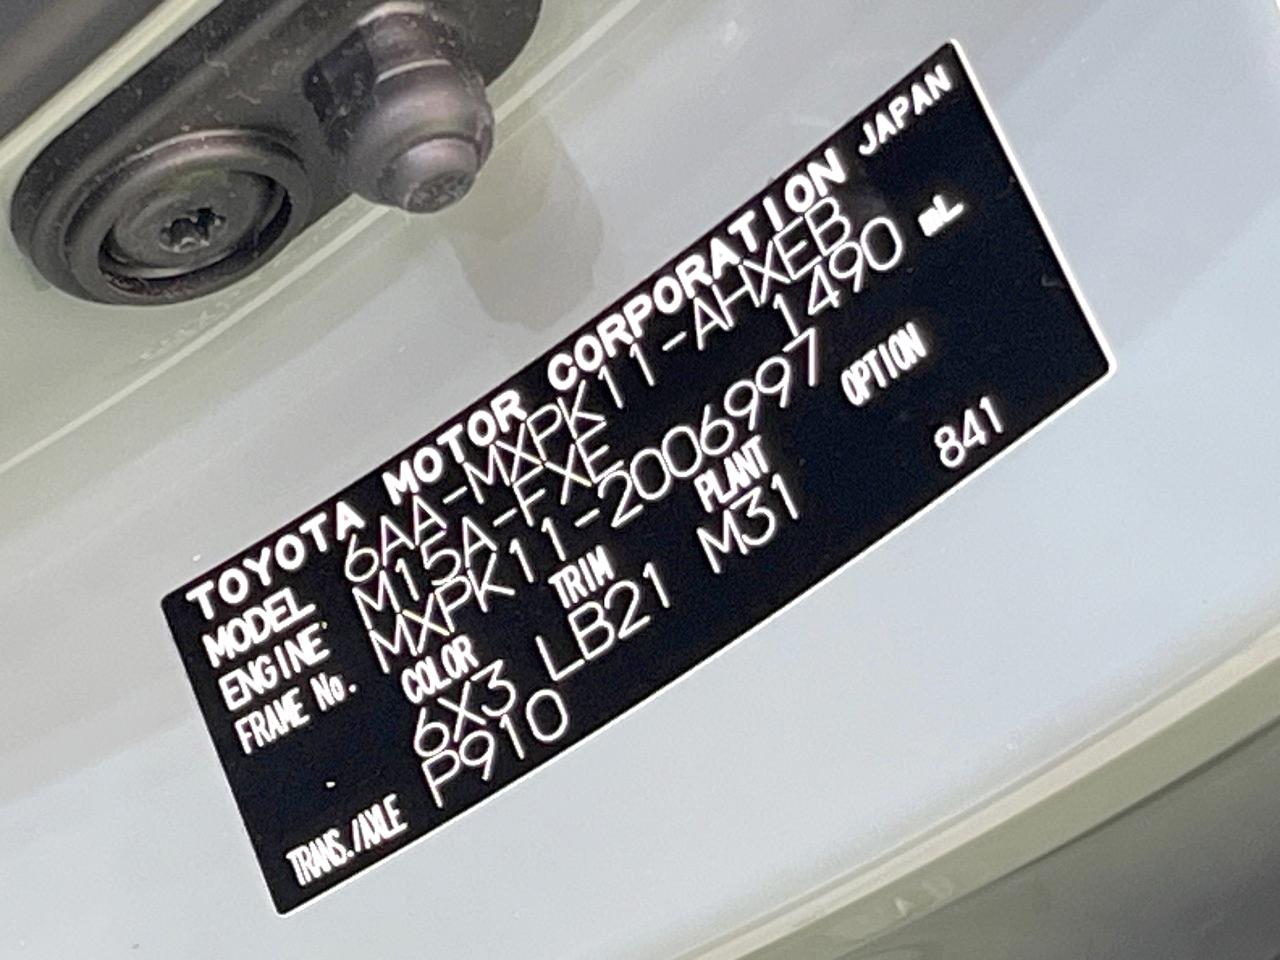 TOYOTA MOTOR CORPORATION JAPAN
MODEL 6AA-MXPK11-AHXEB
ENGINE M15A-FXE 1490 mL
FRAME No. MXPK11-2006997
COLOR TRIM PLANT OPTION
6X3 LB21 M31 841
TRANS./AXLE P910